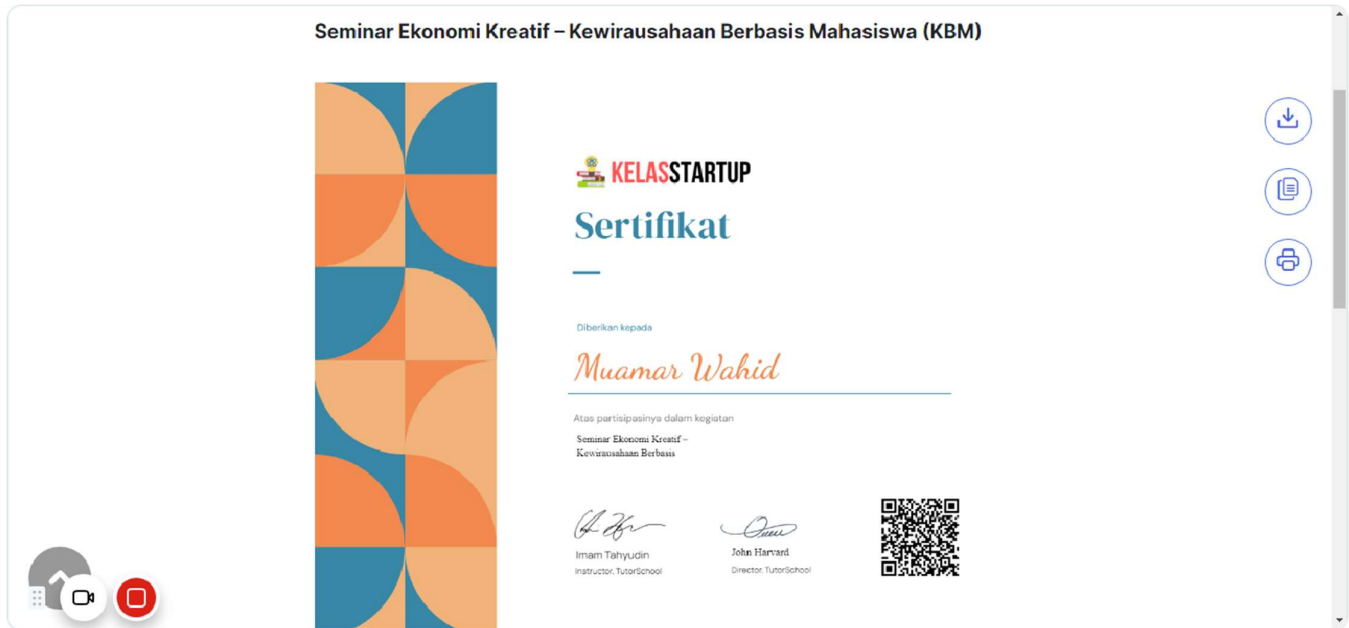 Seminar Ekonomi Kreatif – Kewirausahaan Berbasis Mahasiswa (KBM)
KELASSTARTUP
Sertifikat
Diberikan kepada
Muamar Wahid
Atas partisipasinya dalam kegiatan
Seminar Ekonomi Kreatif –
Kewirausahaan Berbasis
Imam Tahyudin
Instructor, TutorSchool
John Harvard
Director, TutorSchool